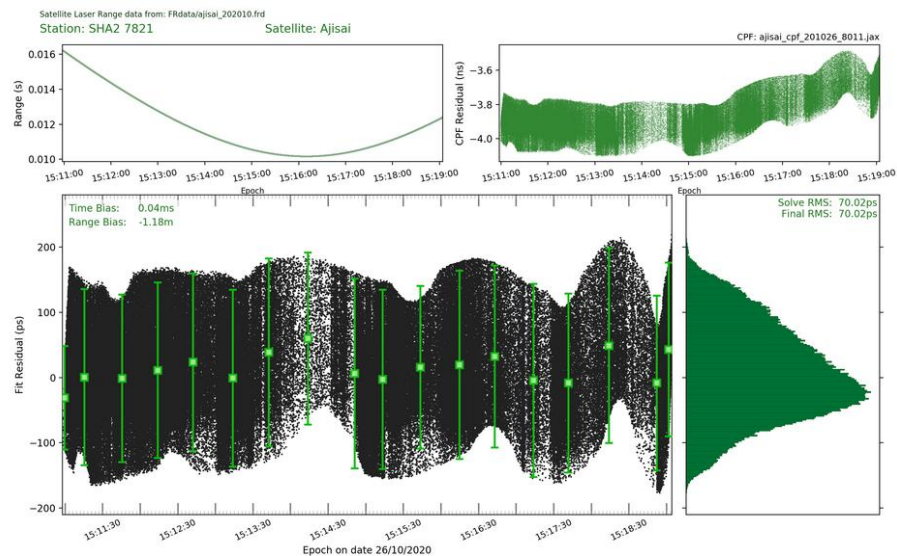 Satellite Laser Range data from: FRdata/ajisai_202010.frd
Station: SHA2 7821 Satellite: Ajisai
CPF: ajisai_cpf_201026_8011.jax
Range (s)
0.016
0.014
0.012
0.010
15:11:00 15:12:00 15:13:00 15:14:00 15:15:00 15:16:00 15:17:00 15:18:00 15:19:00
Epoch
CPF Residual (ns)
−3.6
−3.8
−4.0
15:11:00 15:12:00 15:13:00 15:14:00 15:15:00 15:16:00 15:17:00 15:18:00 15:19:00
Epoch
Time Bias: 0.04ms
Range Bias: -1.18m
Solve RMS: 70.02ps
Final RMS: 70.02ps
Fit Residual (ps)
200
100
0
−100
−200
15:11:30 15:12:30 15:13:30 15:14:30 15:15:30 15:16:30 15:17:30 15:18:30
Epoch on date 26/10/2020